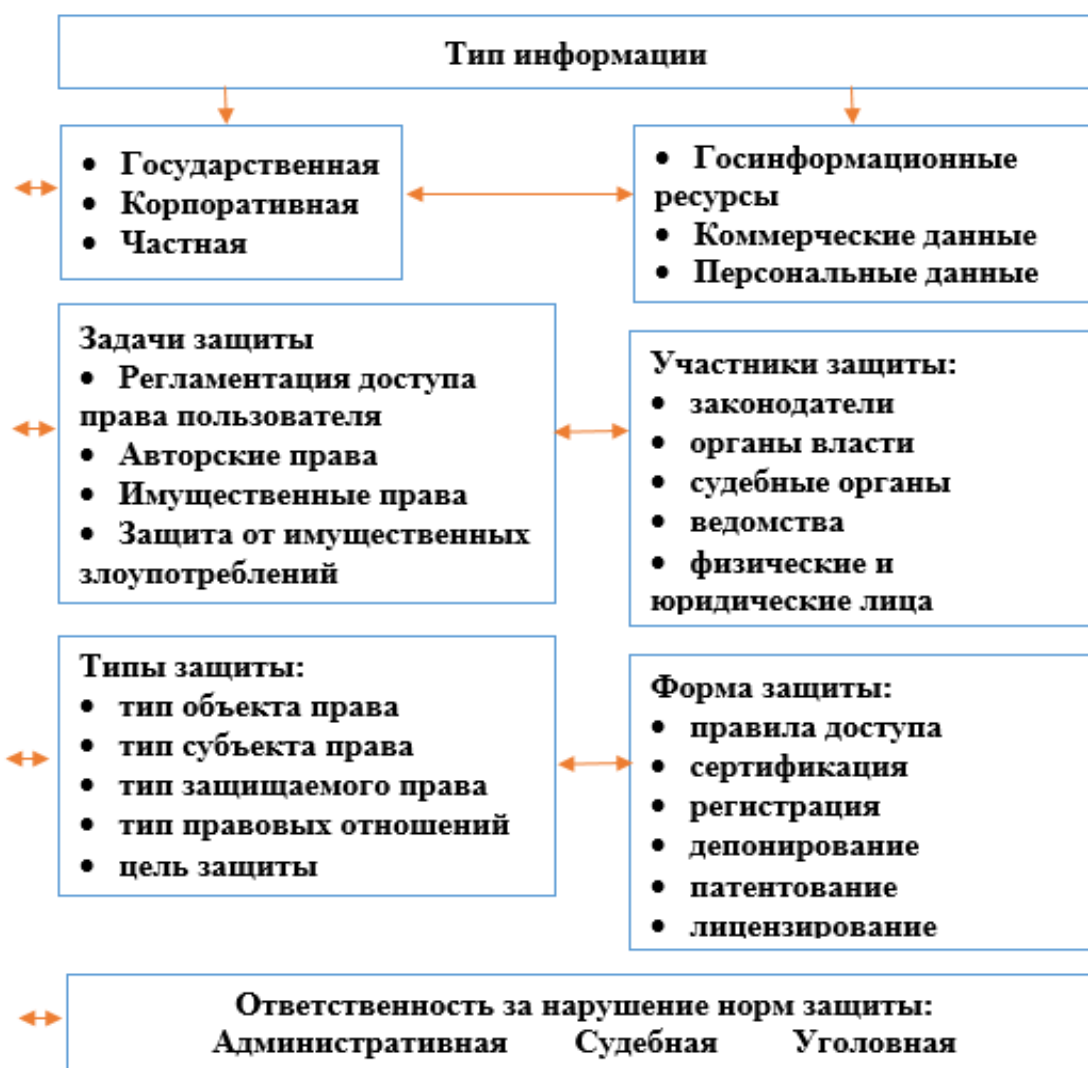 Тип информации
• Государственная
• Корпоративная
• Частная
• Госинформационные
ресурсы
• Коммерческие данные
• Персональные данные
Задачи защиты
• Регламентация доступа
права пользователя
• Авторские права
• Имущественные права
• Защита от имущественных
злоупотреблений
Участники защиты:
• законодатели
• органы власти
• судебные органы
• ведомства
• физические и
юридические лица
Типы защиты:
• тип объекта права
• тип субъекта права
• тип защищаемого права
• тип правовых отношений
• цель защиты
Форма защиты:
• правила доступа
• сертификация
• регистрация
• депонирование
• патентование
• лицензирование
Ответственность за нарушение норм защиты:
Административная Судебная Уголовная